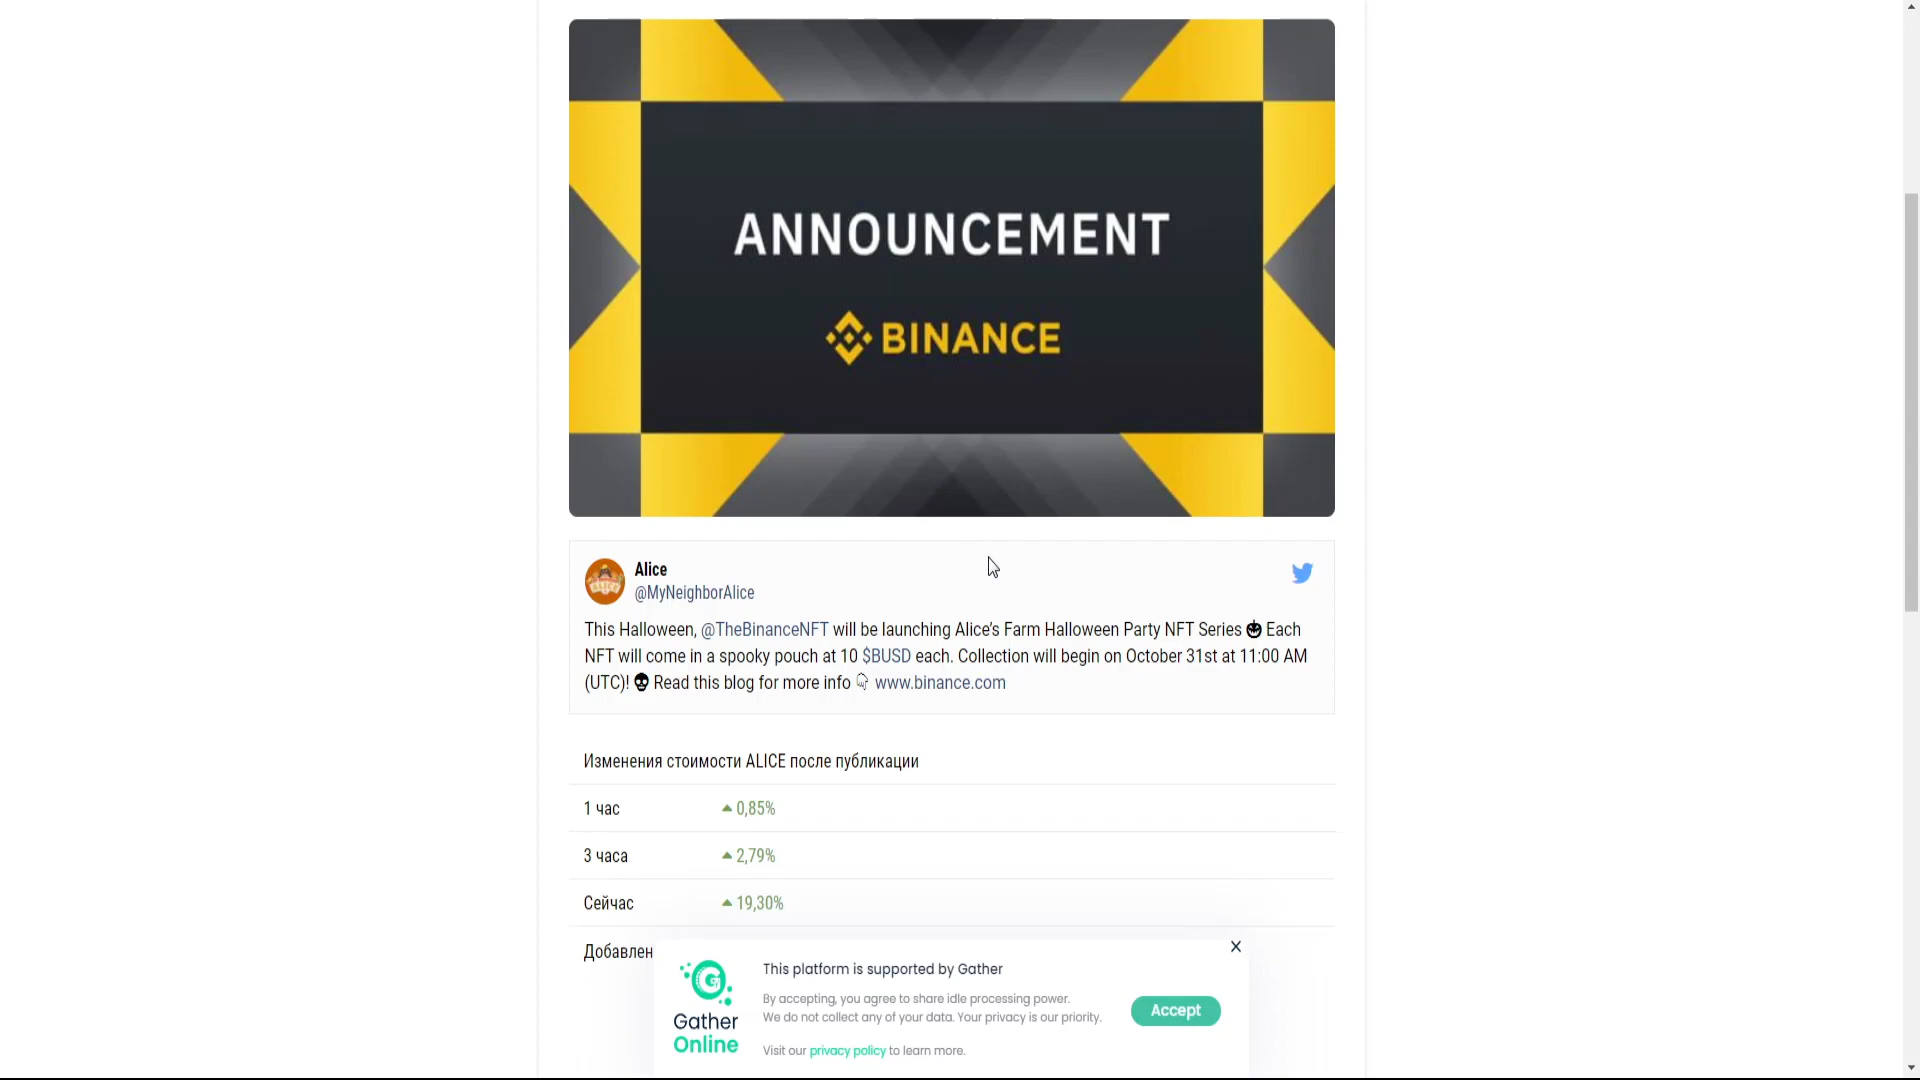 ANNOUNCEMENT
BINANCE
Alice
@MyNeighborAlice
This Halloween, @TheBinanceNFT will be launching Alice’s Farm Halloween Party NFT Series 🎃 Each
NFT will come in a spooky pouch at 10 $BUSD each. Collection will begin on October 31st at 11:00 AM
(UTC)! 💀 Read this blog for more info 👇 www.binance.com
Изменения стоимости ALICE после публикации
1 час 0,85%
3 часа 2,79%
Сейчас 19,30%
Добавлен
This platform is supported by Gather
By accepting, you agree to share idle processing power.
We do not collect any of your data. Your privacy is our priority.
Accept
Gather
Online
Visit our privacy policy to learn more.